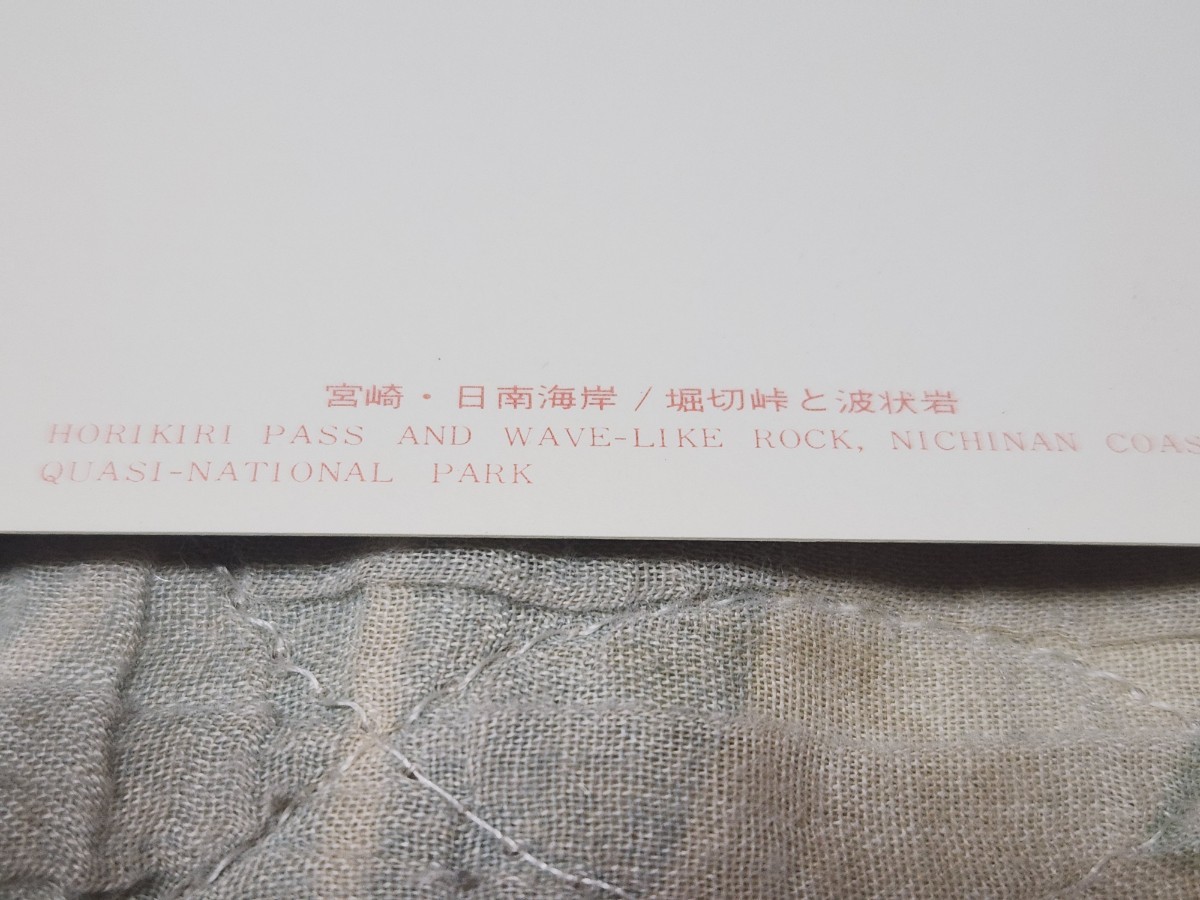 宮崎・日南海岸/堀切峠と波状岩
HORIKIRI PASS AND WAVE-LIKE ROCK, NICHINAN COAS
QUASI-NATIONAL PARK